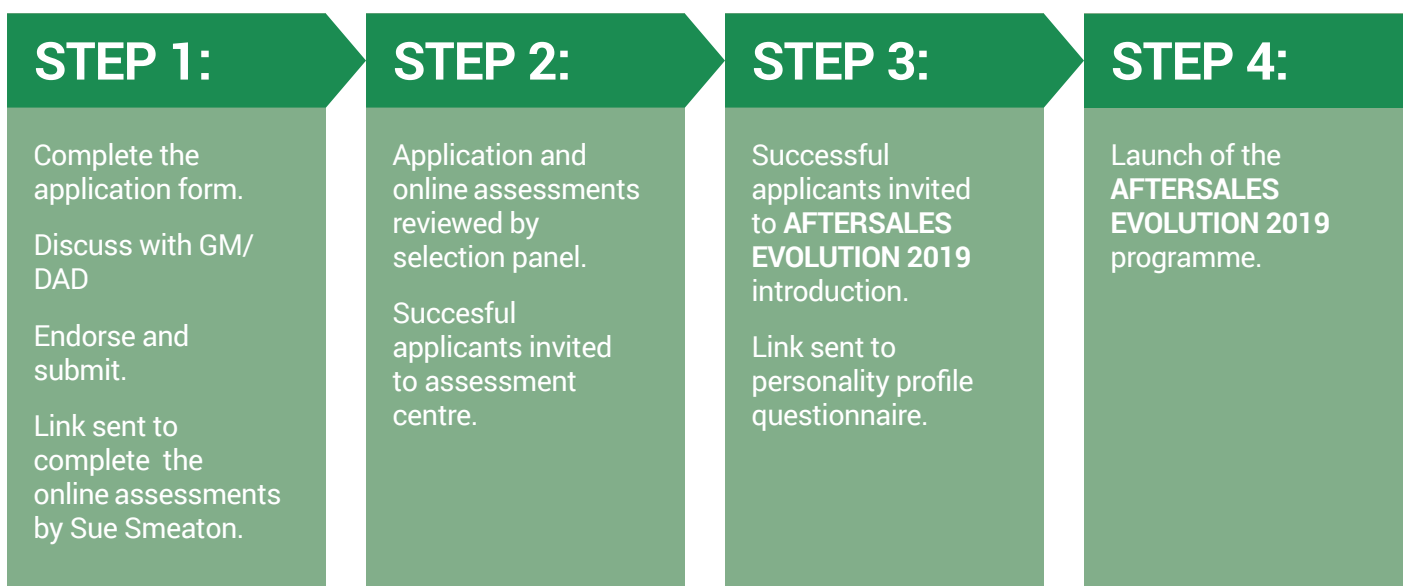 STEP 1:
Complete the
application form.
Discuss with GM/
DAD
Endorse and
submit.
Link sent to
complete  the
online assessments
by Sue Smeaton.
STEP 2:
Application and
online assessments
reviewed by
selection panel.
Succesful
applicants invited
to assessment
centre.
STEP 3:
Successful
applicants invited
to AFTERSALES
EVOLUTION 2019
introduction.
Link sent to
personality profile
questionnaire.
STEP 4:
Launch of the
AFTERSALES
EVOLUTION 2019
programme.